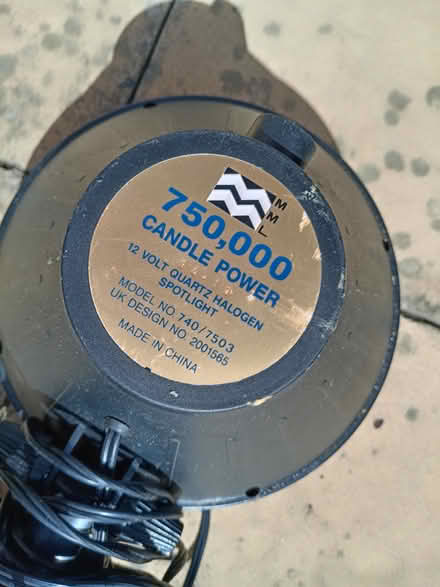 MML
750,000
CANDLE POWER
12 VOLT QUARTZ HALOGEN
SPOTLIGHT
MODEL NO 740/7503
UK DESIGN NO 2001565
MADE IN CHINA